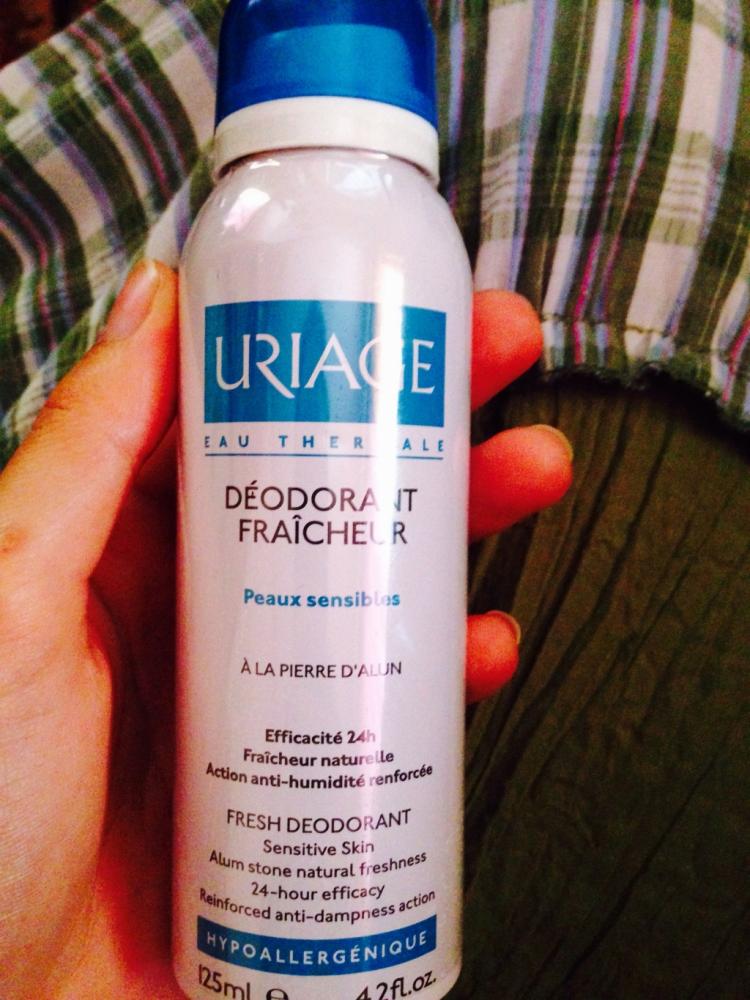 URIAGE
EAU THERMALE
DÉODORANT
FRAÎCHEUR
Peaux sensibles
À LA PIERRE D'ALUN
Efficacité 24h
Fraîcheur naturelle
Action anti-humidité renforcée
FRESH DEODORANT
Sensitive Skin
Alum stone natural freshness
24-hour efficacy
Reinforced anti-dampness action
HYPOALLERGÉNIQUE
125ml ℮ 4.2fl.oz.